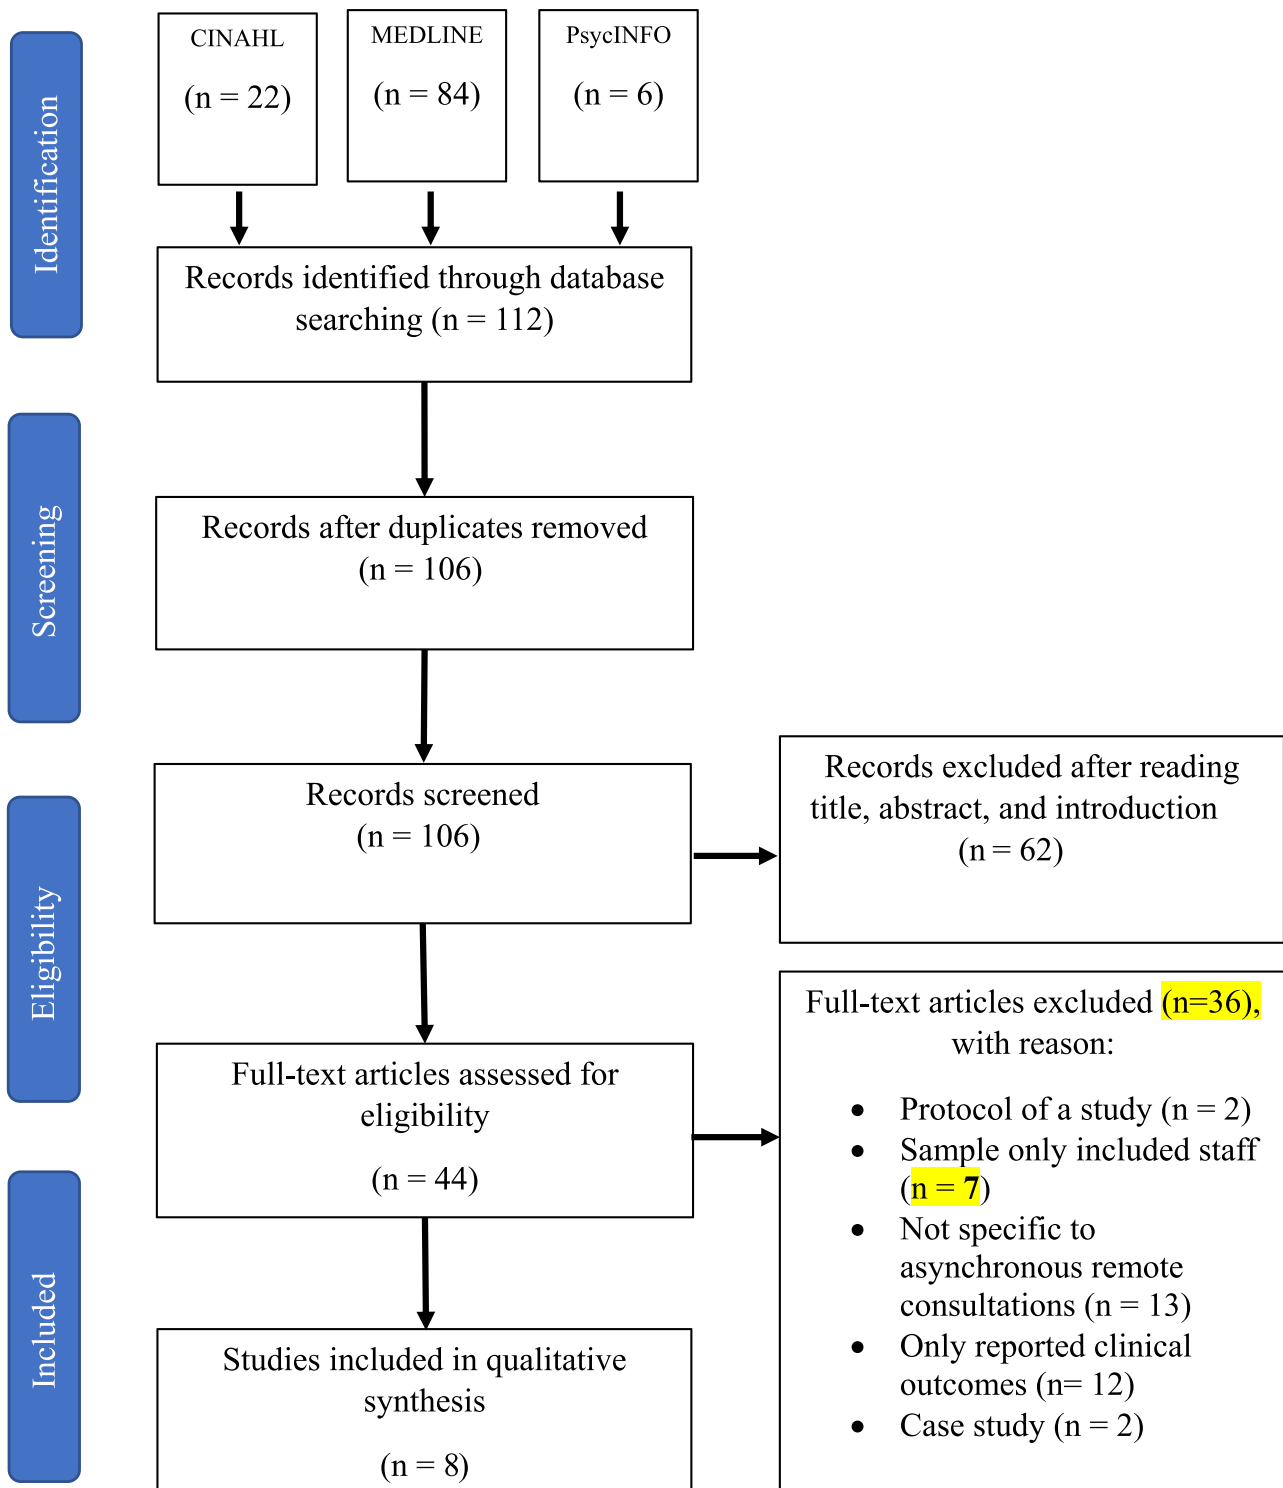 Identification
CINAHL
(n = 22)
MEDLINE
(n = 84)
PsycINFO
(n = 6)
Records identified through database
searching (n = 112)
Screening
Records after duplicates removed
(n = 106)
Eligibility
Records screened
(n = 106)
Records excluded after reading
title, abstract, and introduction
(n = 62)
Full-text articles assessed for
eligibility
(n = 44)
Full-text articles excluded (n=36),
with reason:
• Protocol of a study (n = 2)
• Sample only included staff
(n = 7)
• Not specific to
asynchronous remote
consultations (n = 13)
• Only reported clinical
outcomes (n= 12)
• Case study (n = 2)
Included
Studies included in qualitative
synthesis
(n = 8)